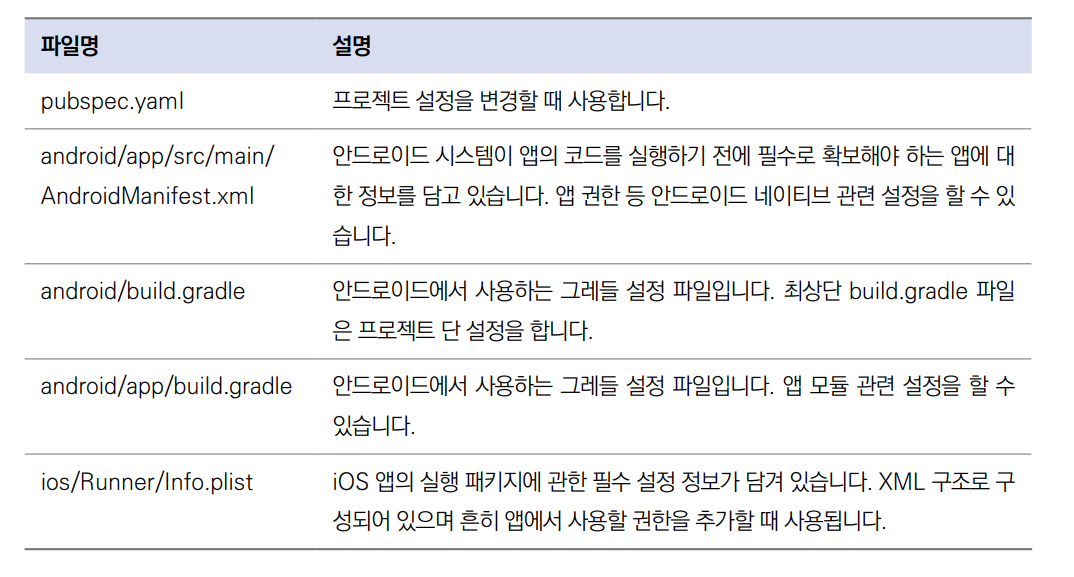 파일명 설명
pubspec.yaml 프로젝트 설정을 변경할 때 사용합니다.
android/app/src/main/ 안드로이드 시스템이 앱의 코드를 실행하기 전에 필수로 확보해야 하는 앱에 대
AndroidManifest.xml 한 정보를 담고 있습니다. 앱 권한 등 안드로이드 네이티브 관련 설정을 할 수 있
습니다.
android/build.gradle 안드로이드에서 사용하는 그레들 설정 파일입니다. 최상단 build.gradle 파일
은 프로젝트 단 설정을 합니다.
android/app/build.gradle 안드로이드에서 사용하는 그레들 설정 파일입니다. 앱 모듈 관련 설정을 할 수
있습니다.
ios/Runner/Info.plist iOS 앱의 실행 패키지에 관한 필수 설정 정보가 담겨 있습니다. XML 구조로 구
성되어 있으며 흔히 앱에서 사용할 권한을 추가할 때 사용됩니다.